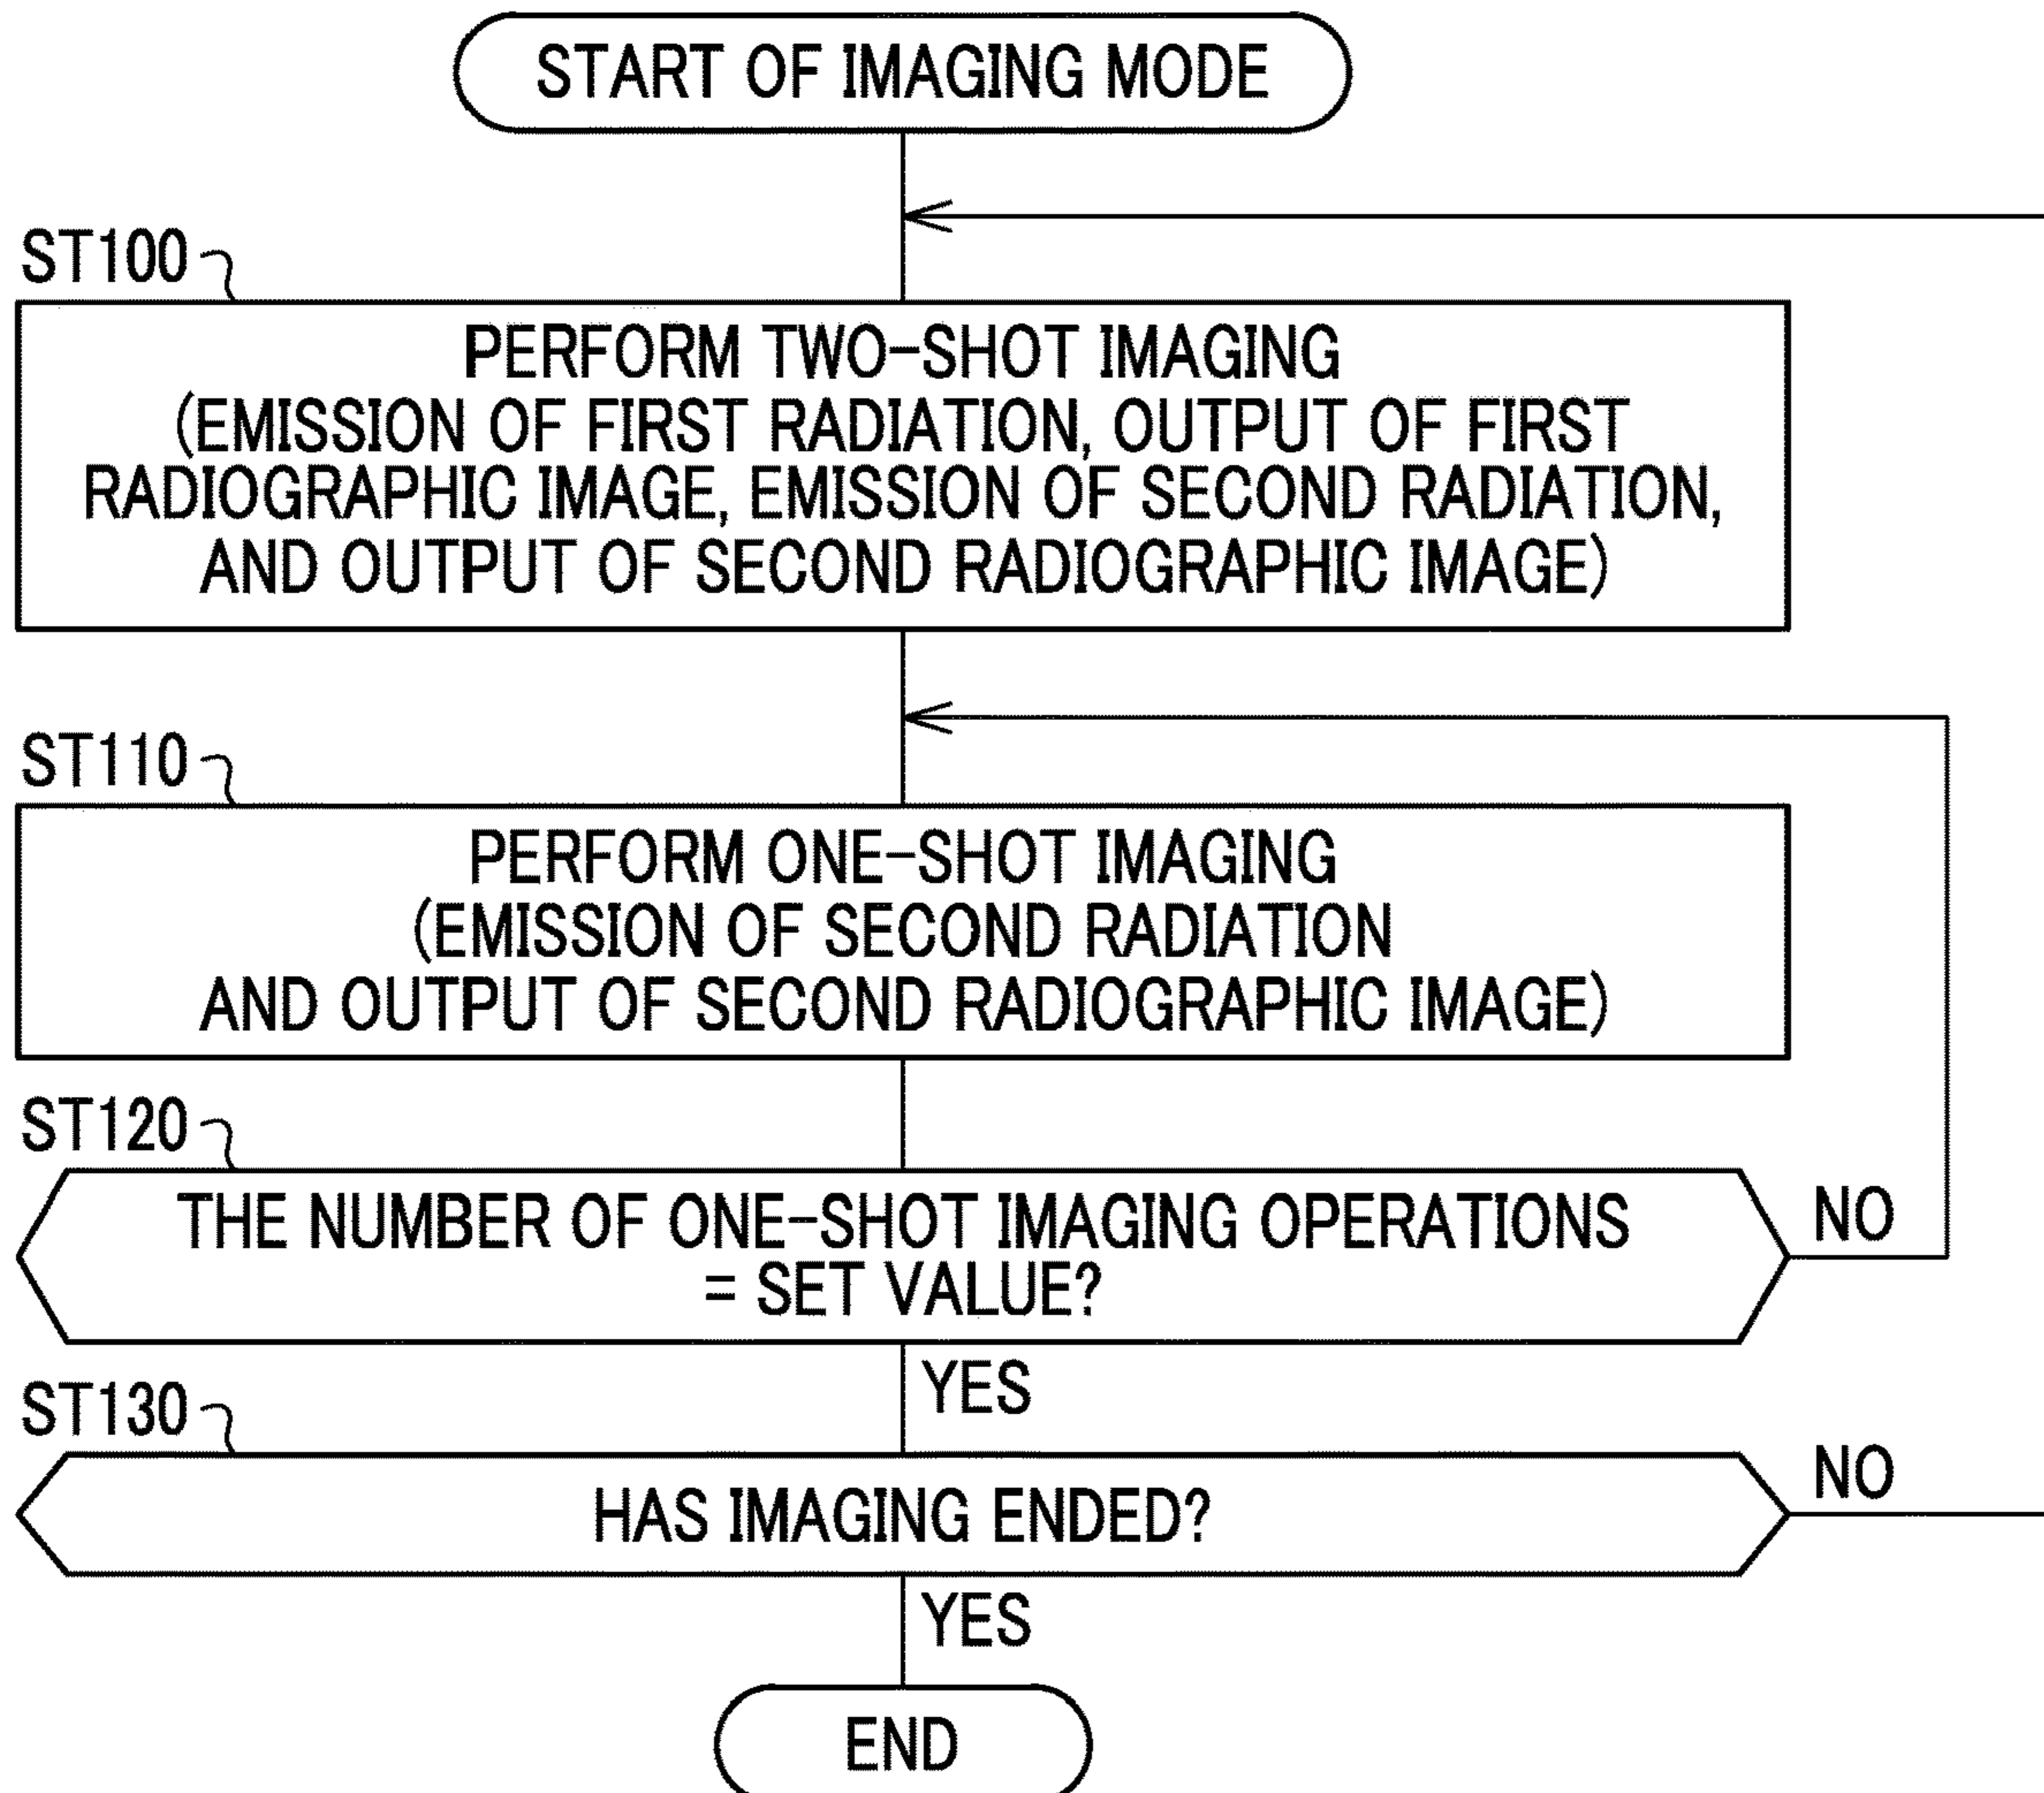 START OF IMAGING MODE
ST100
PERFORM TWO-SHOT IMAGING
(EMISSION OF FIRST RADIATION, OUTPUT OF FIRST
RADIOGRAPHIC IMAGE, EMISSION OF SECOND RADIATION,
AND OUTPUT OF SECOND RADIOGRAPHIC IMAGE)
ST110
PERFORM ONE-SHOT IMAGING
(EMISSION OF SECOND RADIATION
AND OUTPUT OF SECOND RADIOGRAPHIC IMAGE)
ST120
THE NUMBER OF ONE-SHOT IMAGING OPERATIONS
= SET VALUE?
NO
YES
ST130
HAS IMAGING ENDED?
NO
YES
END